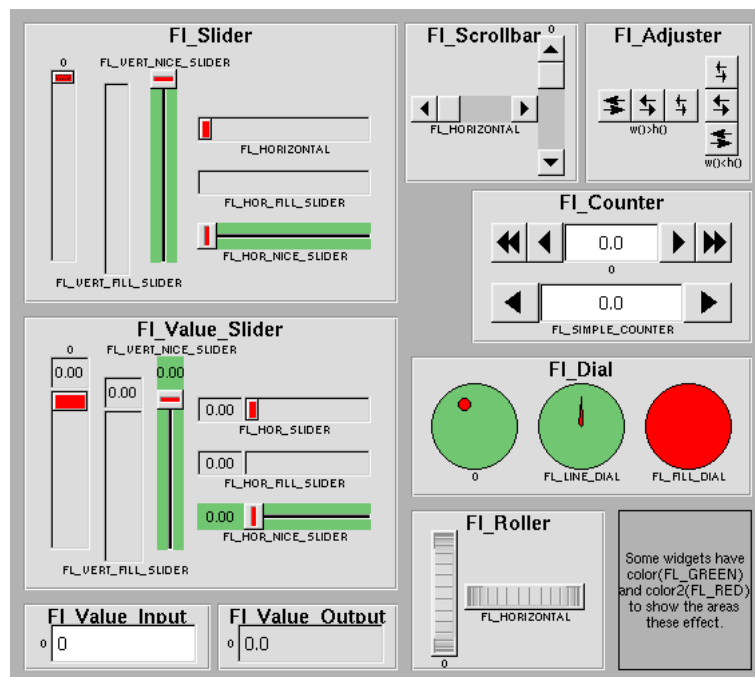 Fl_Slider
0
FL_VERT_NICE_SLIDER
FL_HORIZONTAL
FL_HOR_FILL_SLIDER
FL_HOR_NICE_SLIDER
FL_VERT_FILL_SLIDER
Fl_Scrollbar
0
FL_HORIZONTAL
Fl_Adjuster
w()>h()
w()<h()
Fl_Counter
0.0
0
0.0
FL_SIMPLE_COUNTER
Fl_Value_Slider
0
FL_VERT_NICE_SLIDER
0.00
0.00
0.00
0.00
FL_HOR_SLIDER
0.00
FL_HOR_FILL_SLIDER
0.00
FL_HOR_NICE_SLIDER
FL_VERT_FILL_SLIDER
Fl_Dial
0
FL_LINE_DIAL
FL_FILL_DIAL
Fl_Roller
FL_HORIZONTAL
0
Some widgets have
color(FL_GREEN)
and color2(FL_RED)
to show the areas
these effect.
Fl_Value_Input
0
0
Fl_Value_Output
0
0.0